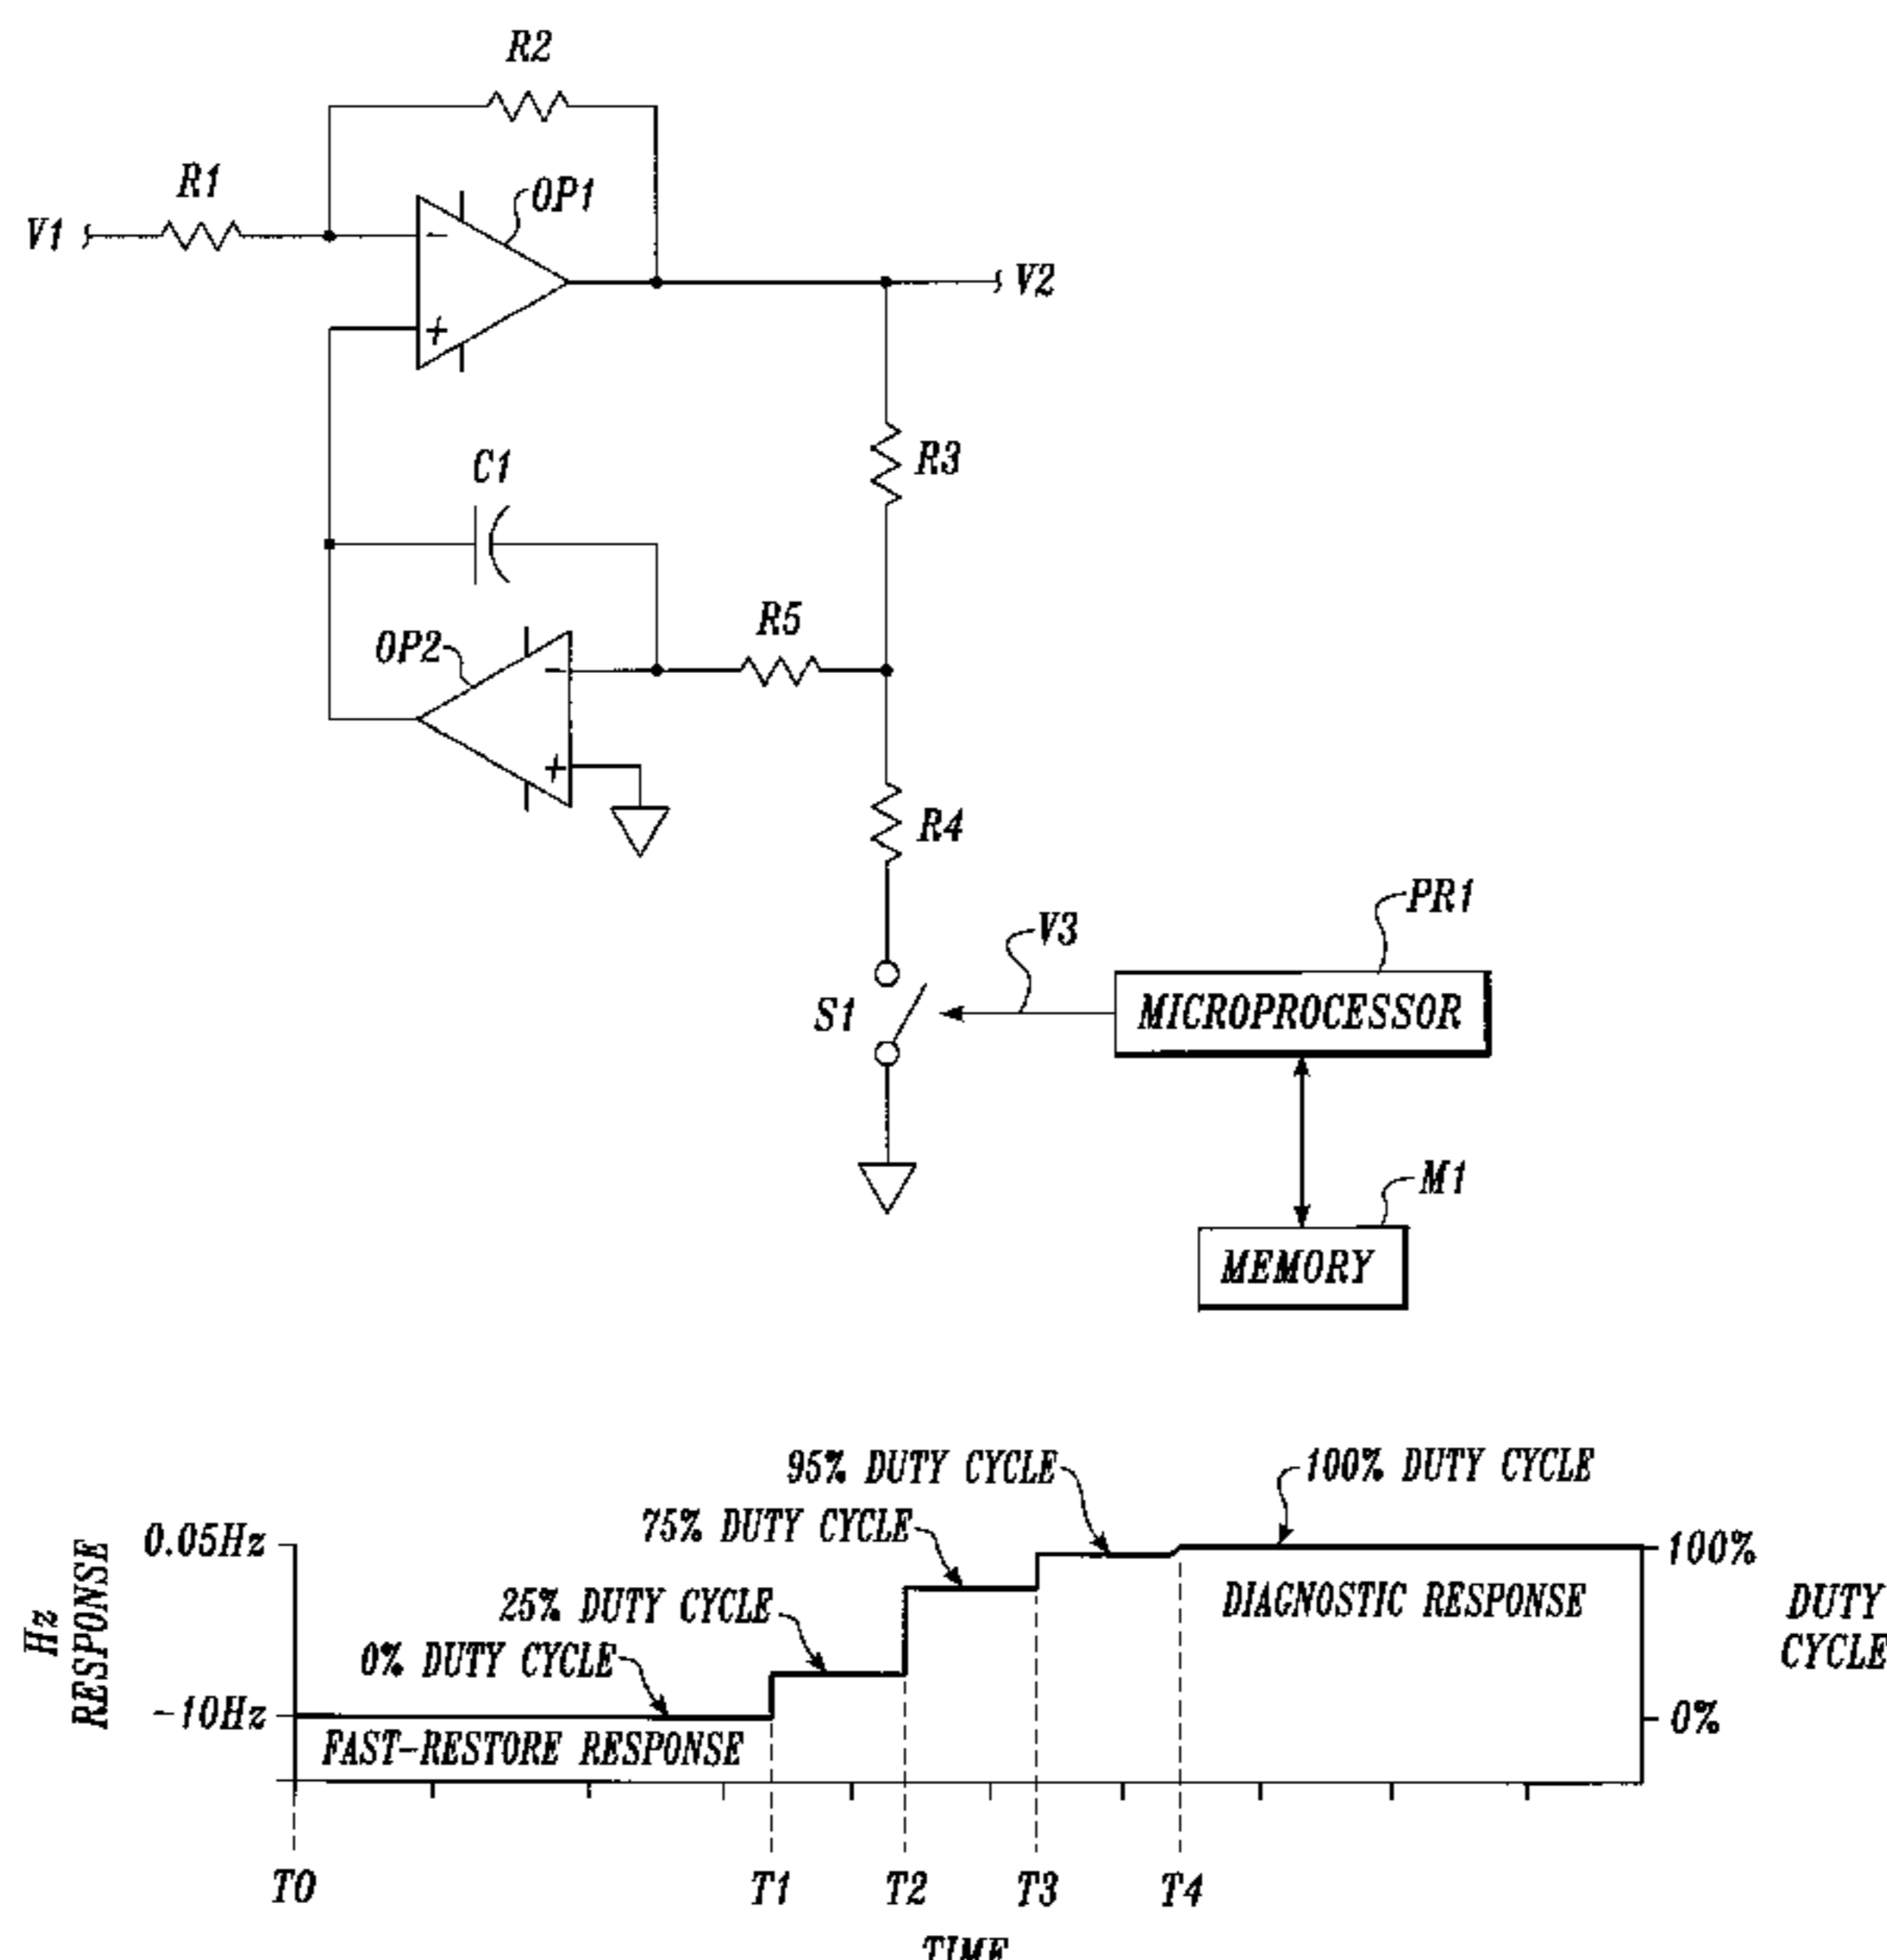 R2
R1
OP1
V1
V2
-
+
R3
C1
R5
OP2
-
+
R4
PR1
V3
S1
MICROPROCESSOR
M1
MEMORY
95% DUTY CYCLE
100% DUTY CYCLE
75% DUTY CYCLE
0.05Hz
100%
25% DUTY CYCLE
DIAGNOSTIC RESPONSE
Hz
RESPONSE
DUTY
CYCLE
0% DUTY CYCLE
~10Hz
0%
FAST-RESTORE RESPONSE
T0
T1
T2
T3
T4
TIME